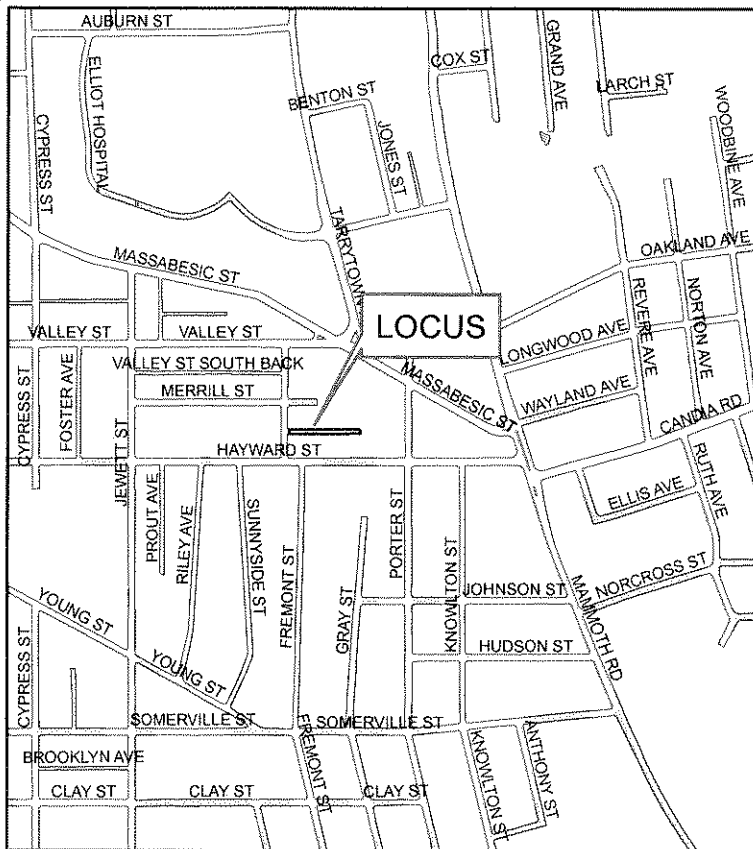 AUBURN ST
COX ST
GRAND AVE
LARCH ST
ELLIOT HOSPITAL
BENTON ST
JONES ST
WOODBINE AVE
CYPRESS ST
TARRYTOWN
MASSABESIC ST
OAKLAND AVE
REVERE AVE
NORTON AVE
LOCUS
VALLEY ST
VALLEY ST
LONGWOOD AVE
VALLEY ST SOUTH BACK
MERRILL ST
MASSABESIC ST
WAYLAND AVE
CYPRESS ST
FOSTER AVE
CANDIA RD
JEWETT ST
HAYWARD ST
RUTH AVE
PROUT AVE
RILEY AVE
SUNNYSIDE ST
ELLIS AVE
FREMONT ST
GRAY ST
PORTER ST
KNOWLTON ST
JOHNSON ST
NORCROSS ST
MAMMOTH RD
YOUNG ST
HUDSON ST
YOUNG ST
CYPRESS ST
SOMERVILLE ST
SOMERVILLE ST
FREMONT ST
KNOWLTON ST
ANTHONY ST
BROOKLYN AVE
CLAY ST
CLAY ST
CLAY ST